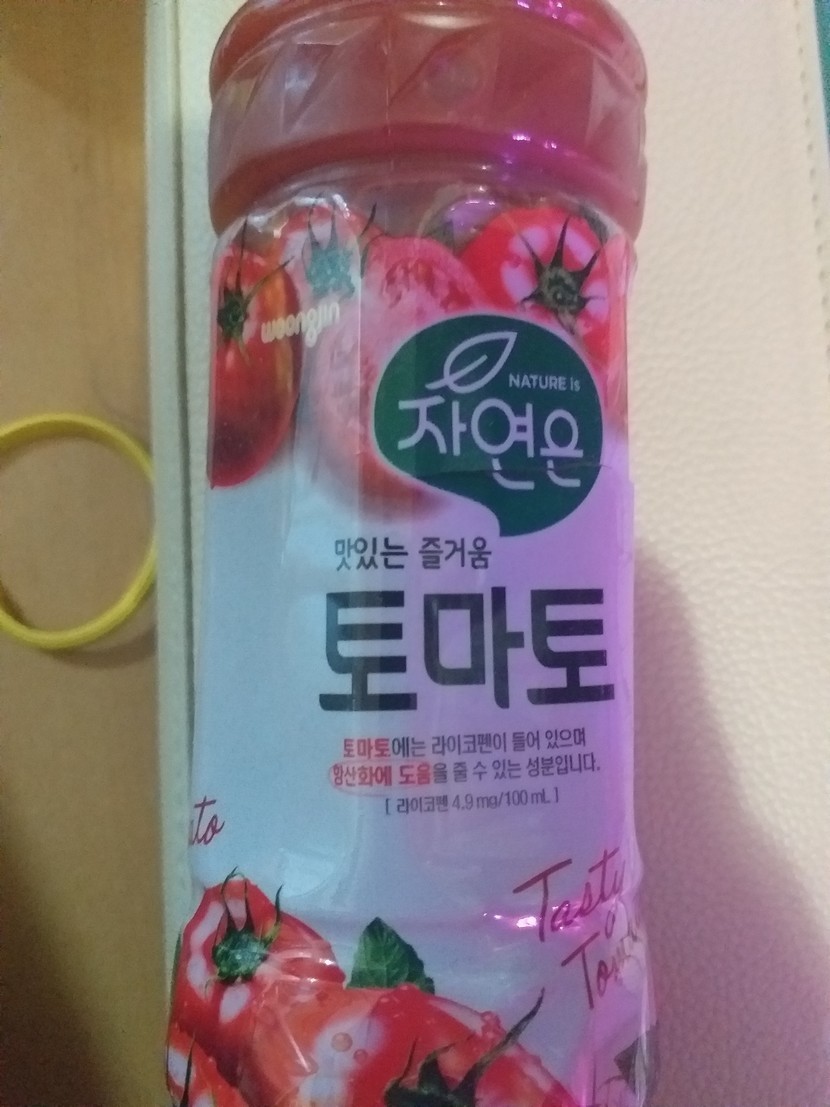 woongjin
NATURE is
자연은
맛있는 즐거움
토마토
토마토에는 라이코펜이 들어 있으며
항산화에 도움을 줄 수 있는 성분입니다.
[ 라이코펜 4.9 mg/100 mL ]
Tasty